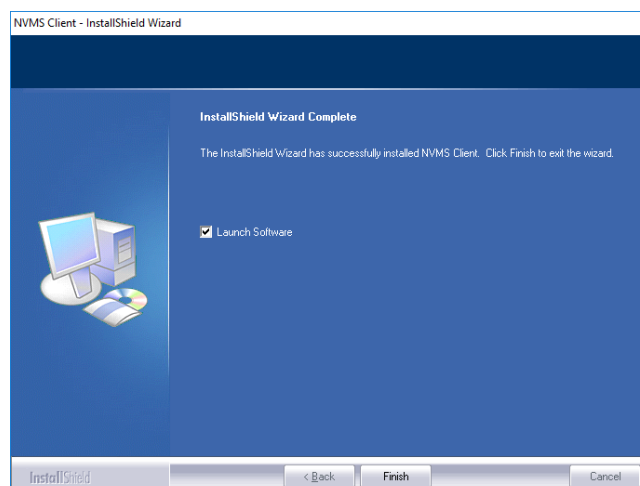 NVMS Client - InstallShield Wizard
InstallShield Wizard Complete
The InstallShield Wizard has successfully installed NVMS Client. Click Finish to exit the wizard.
Launch Software
InstallShield
< Back
Finish
Cancel